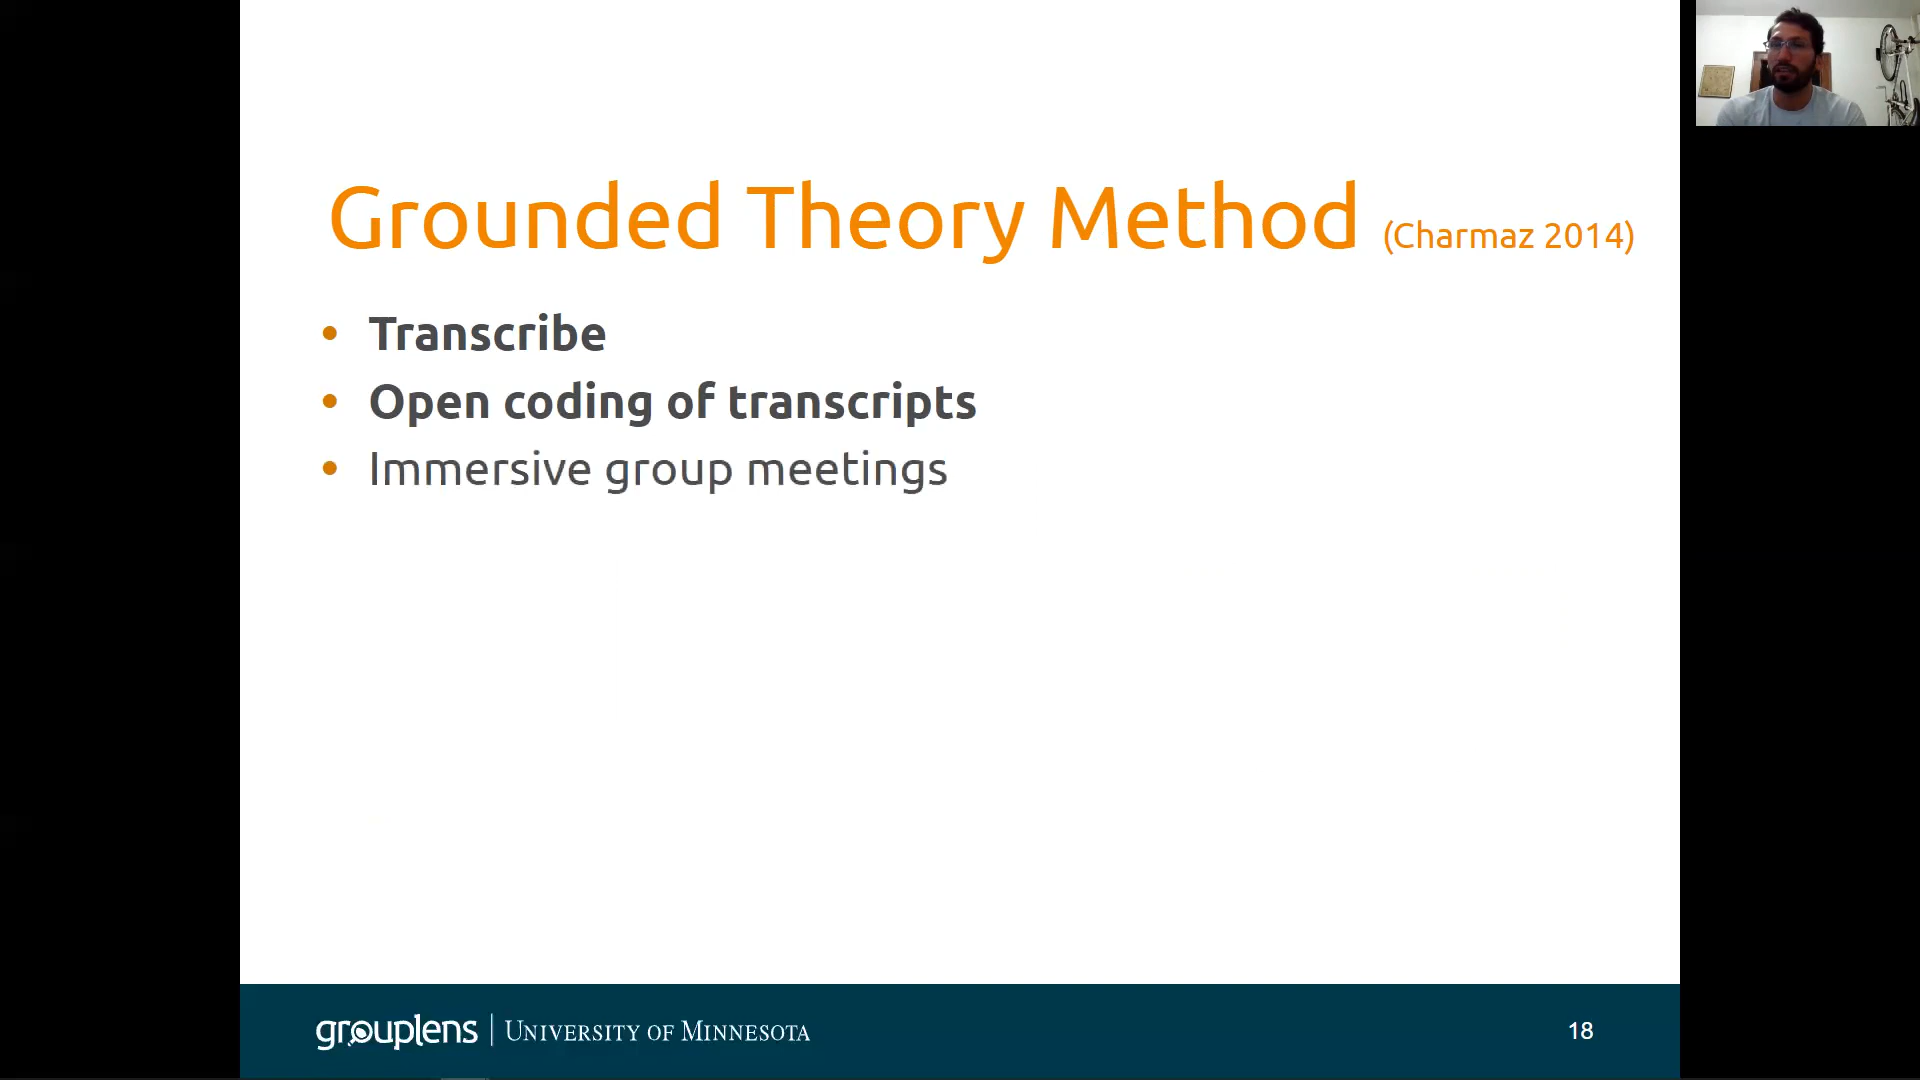 Grounded Theory Method (Charmaz 2014)
• Transcribe
• Open coding of transcripts
• Immersive group meetings
grouplens | UNIVERSITY OF MINNESOTA
18